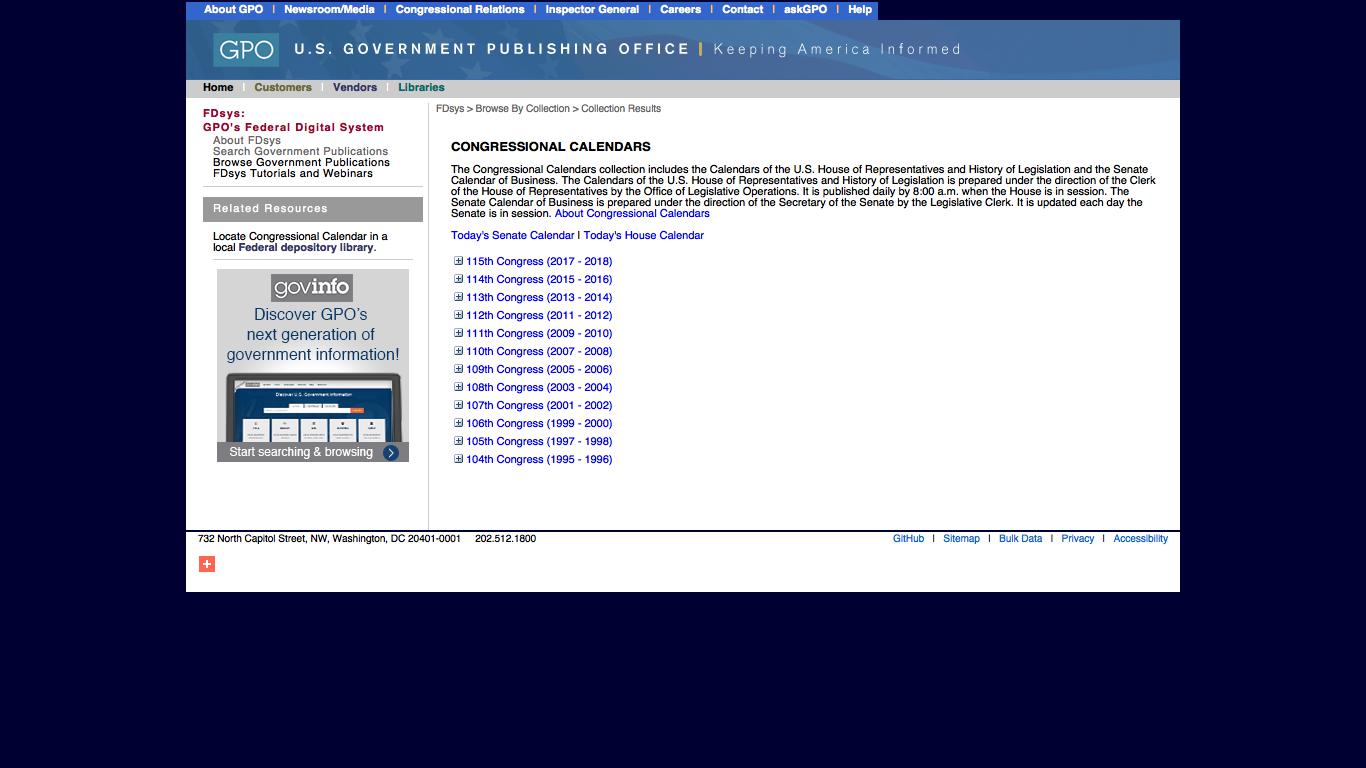 About GPO | Newsroom/Media | Congressional Relations | Inspector General | Careers | Contact | askGPO | Help
GPO U.S. GOVERNMENT PUBLISHING OFFICE | Keeping America Informed
Home | Customers | Vendors | Libraries
FDsys:
GPO's Federal Digital System
About FDsys
Search Government Publications
Browse Government Publications
FDsys Tutorials and Webinars
Related Resources
Locate Congressional Calendar in a
local Federal depository library.
govinfo
Discover GPO's
next generation of
government information!
Discover U.S. Government Information
Start searching & browsing
FDsys > Browse By Collection > Collection Results
CONGRESSIONAL CALENDARS
The Congressional Calendars collection includes the Calendars of the U.S. House of Representatives and History of Legislation and the Senate
Calendar of Business. The Calendars of the U.S. House of Representatives and History of Legislation is prepared under the direction of the Clerk
of the House of Representatives by the Office of Legislative Operations. It is published daily by 8:00 a.m. when the House is in session. The
Senate Calendar of Business is prepared under the direction of the Secretary of the Senate by the Legislative Clerk. It is updated each day the
Senate is in session. About Congressional Calendars
Today's Senate Calendar | Today's House Calendar
115th Congress (2017 - 2018)
114th Congress (2015 - 2016)
113th Congress (2013 - 2014)
112th Congress (2011 - 2012)
111th Congress (2009 - 2010)
110th Congress (2007 - 2008)
109th Congress (2005 - 2006)
108th Congress (2003 - 2004)
107th Congress (2001 - 2002)
106th Congress (1999 - 2000)
105th Congress (1997 - 1998)
104th Congress (1995 - 1996)
732 North Capitol Street, NW, Washington, DC 20401-0001 202.512.1800
GitHub | Sitemap | Bulk Data | Privacy | Accessibility